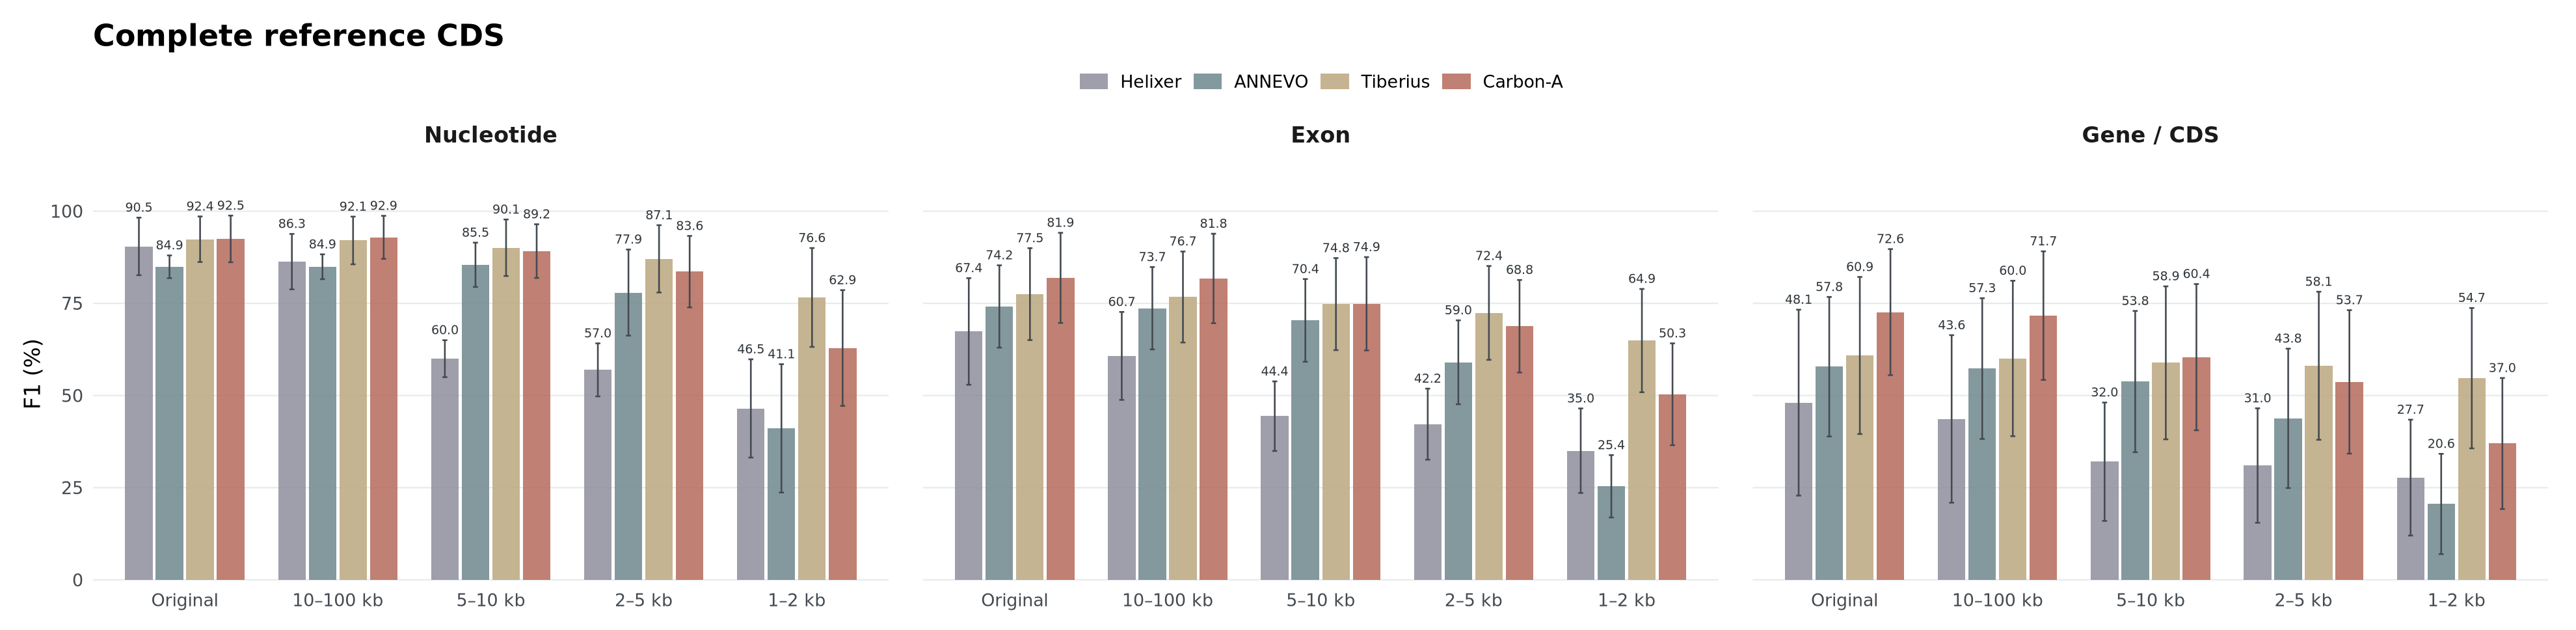 Complete reference CDS
Helixer ANNEVO Tiberius Carbon-A
Nucleotide
Exon
Gene / CDS
F1 (%)
100
75
50
25
0
90.5 84.9 92.4 92.5
86.3 84.9 92.1 92.9
60.0 85.5 90.1 89.2
57.0 77.9 87.1 83.6
46.5 41.1 76.6 62.9
Original 10–100 kb 5–10 kb 2–5 kb 1–2 kb
67.4 74.2 77.5 81.9
60.7 73.7 76.7 81.8
44.4 70.4 74.8 74.9
42.2 59.0 72.4 68.8
35.0 25.4 64.9 50.3
Original 10–100 kb 5–10 kb 2–5 kb 1–2 kb
48.1 57.8 60.9 72.6
43.6 57.3 60.0 71.7
32.0 53.8 58.9 60.4
31.0 43.8 58.1 53.7
27.7 20.6 54.7 37.0
Original 10–100 kb 5–10 kb 2–5 kb 1–2 kb